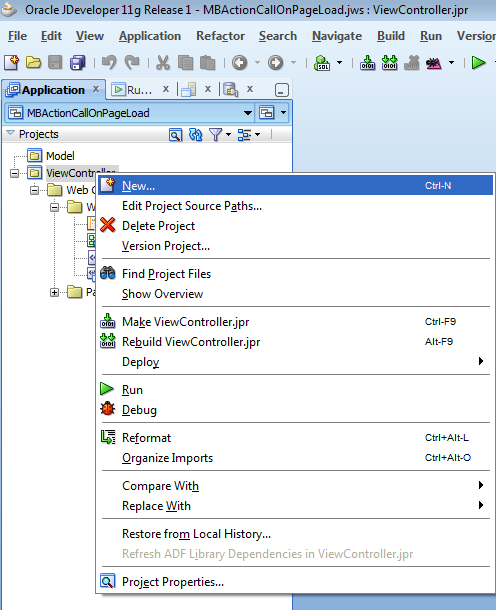 Oracle JDeveloper 11g Release 1 - MBActionCallOnPageLoad.jws : ViewController.jpr
File Edit View Application Refactor Search Navigate Build Run Versio
Application Ru...
MBActionCallOnPageLoad
Projects
Model
ViewController
Web C
W
Pa
New... Ctrl-N
Edit Project Source Paths...
Delete Project
Version Project...
Find Project Files
Show Overview
Make ViewController.jpr Ctrl-F9
Rebuild ViewController.jpr Alt-F9
Deploy
Run
Debug
Reformat Ctrl+Alt-L
Organize Imports Ctrl+Alt-O
Compare With
Replace With
Restore from Local History...
Refresh ADF Library Dependencies in ViewController.jpr
Project Properties...